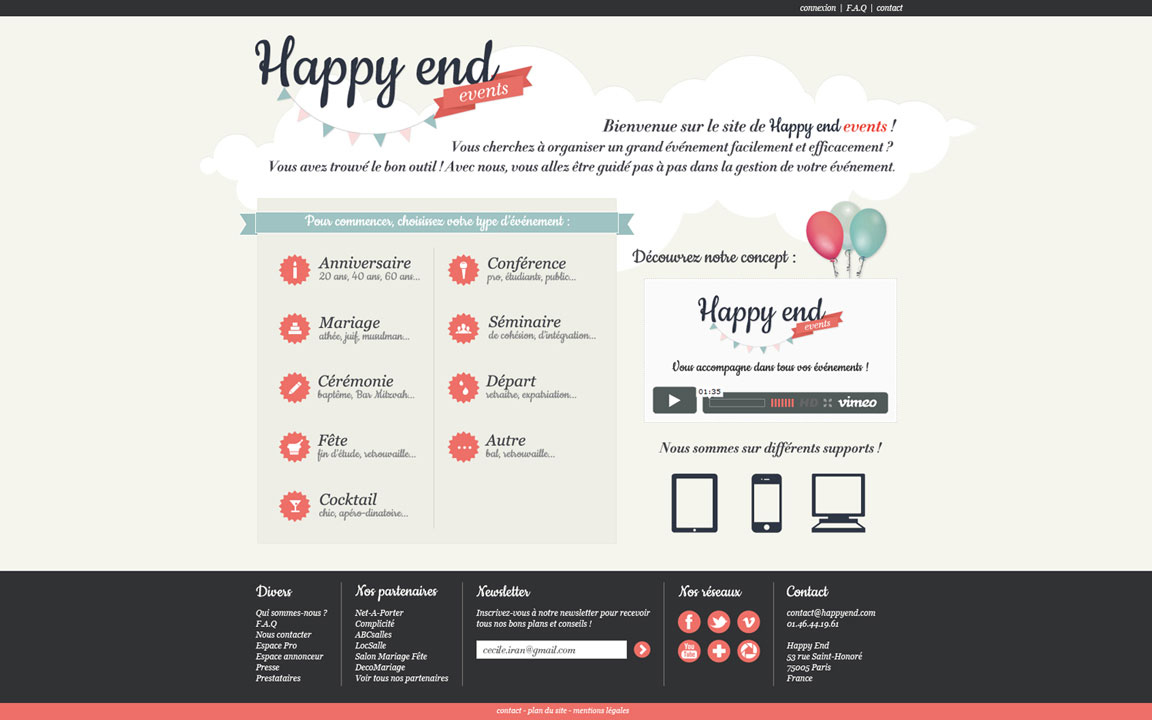 connexion | F.A.Q | contact
Happy end
events
Bienvenue sur le site de Happy end events !
Vous cherchez à organiser un grand événement facilement et efficacement ?
Vous avez trouvé le bon outil ! Avec nous, vous allez être guidé pas à pas dans la gestion de votre événement.
Pour commencer, choisissez votre type d'événement :
Anniversaire
20 ans, 40 ans, 60 ans...
Mariage
athée, juif, musulman...
Cérémonie
baptême, Bar Mitzvah...
Fête
fin d'étude, retrouvaille...
Cocktail
chic, apéro-dinatoire...
Conférence
pro, étudiants, public...
Séminaire
de cohésion, d'intégration...
Départ
retraite, expatriation...
Autre
bal, retrouvaille...
Découvrez notre concept :
Happy end
events
Vous accompagne dans tous vos événements !
01:35
HD
vimeo
Nous sommes sur différents supports !
Divers
Qui sommes-nous ?
F.A.Q
Nous contacter
Espace Pro
Espace annonceur
Presse
Prestataires
Nos partenaires
Net-A-Porter
Complicité
ABCsalles
LocSalle
Salon Mariage Fête
DecoMariage
Voir tous nos partenaires
Newsletter
Inscrivez-vous à notre newsletter pour recevoir
tous nos bons plans et conseils !
cecile.iran@gmail.com
Nos réseaux
You
Tube
Contact
contact@happyend.com
01.46.44.19.61
Happy End
53 rue Saint-Honoré
75005 Paris
France
contact - plan du site - mentions légales